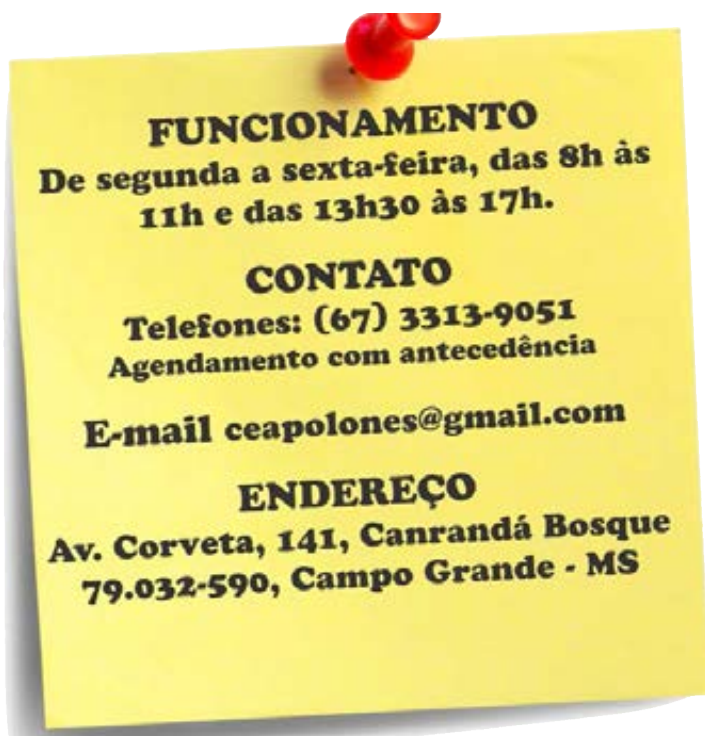 FUNCIONAMENTO
De segunda a sexta-feira, das 8h às
11h e das 13h30 às 17h.
CONTATO
Telefones: (67) 3313-9051
Agendamento com antecedência
E-mail ceapolones@gmail.com
ENDEREÇO
Av. Corveta, 141, Canrandá Bosque
79.032-590, Campo Grande - MS